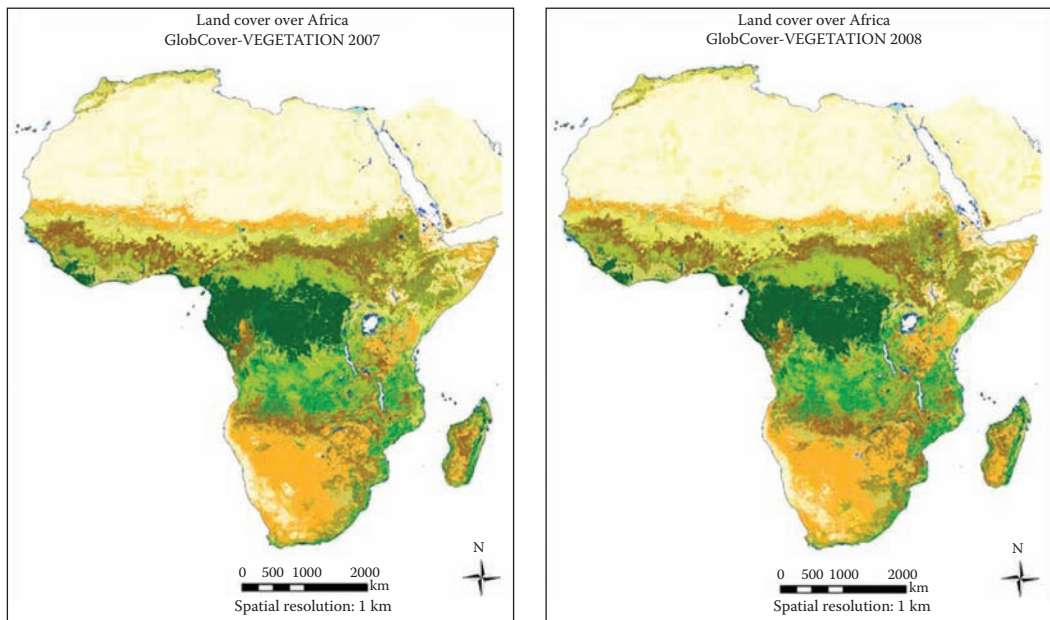 Land cover over Africa
GlobCover-VEGETATION 2007
N
0 500 1000 2000
km
Spatial resolution: 1 km
Land cover over Africa
GlobCover-VEGETATION 2008
N
0 500 1000 2000
km
Spatial resolution: 1 km